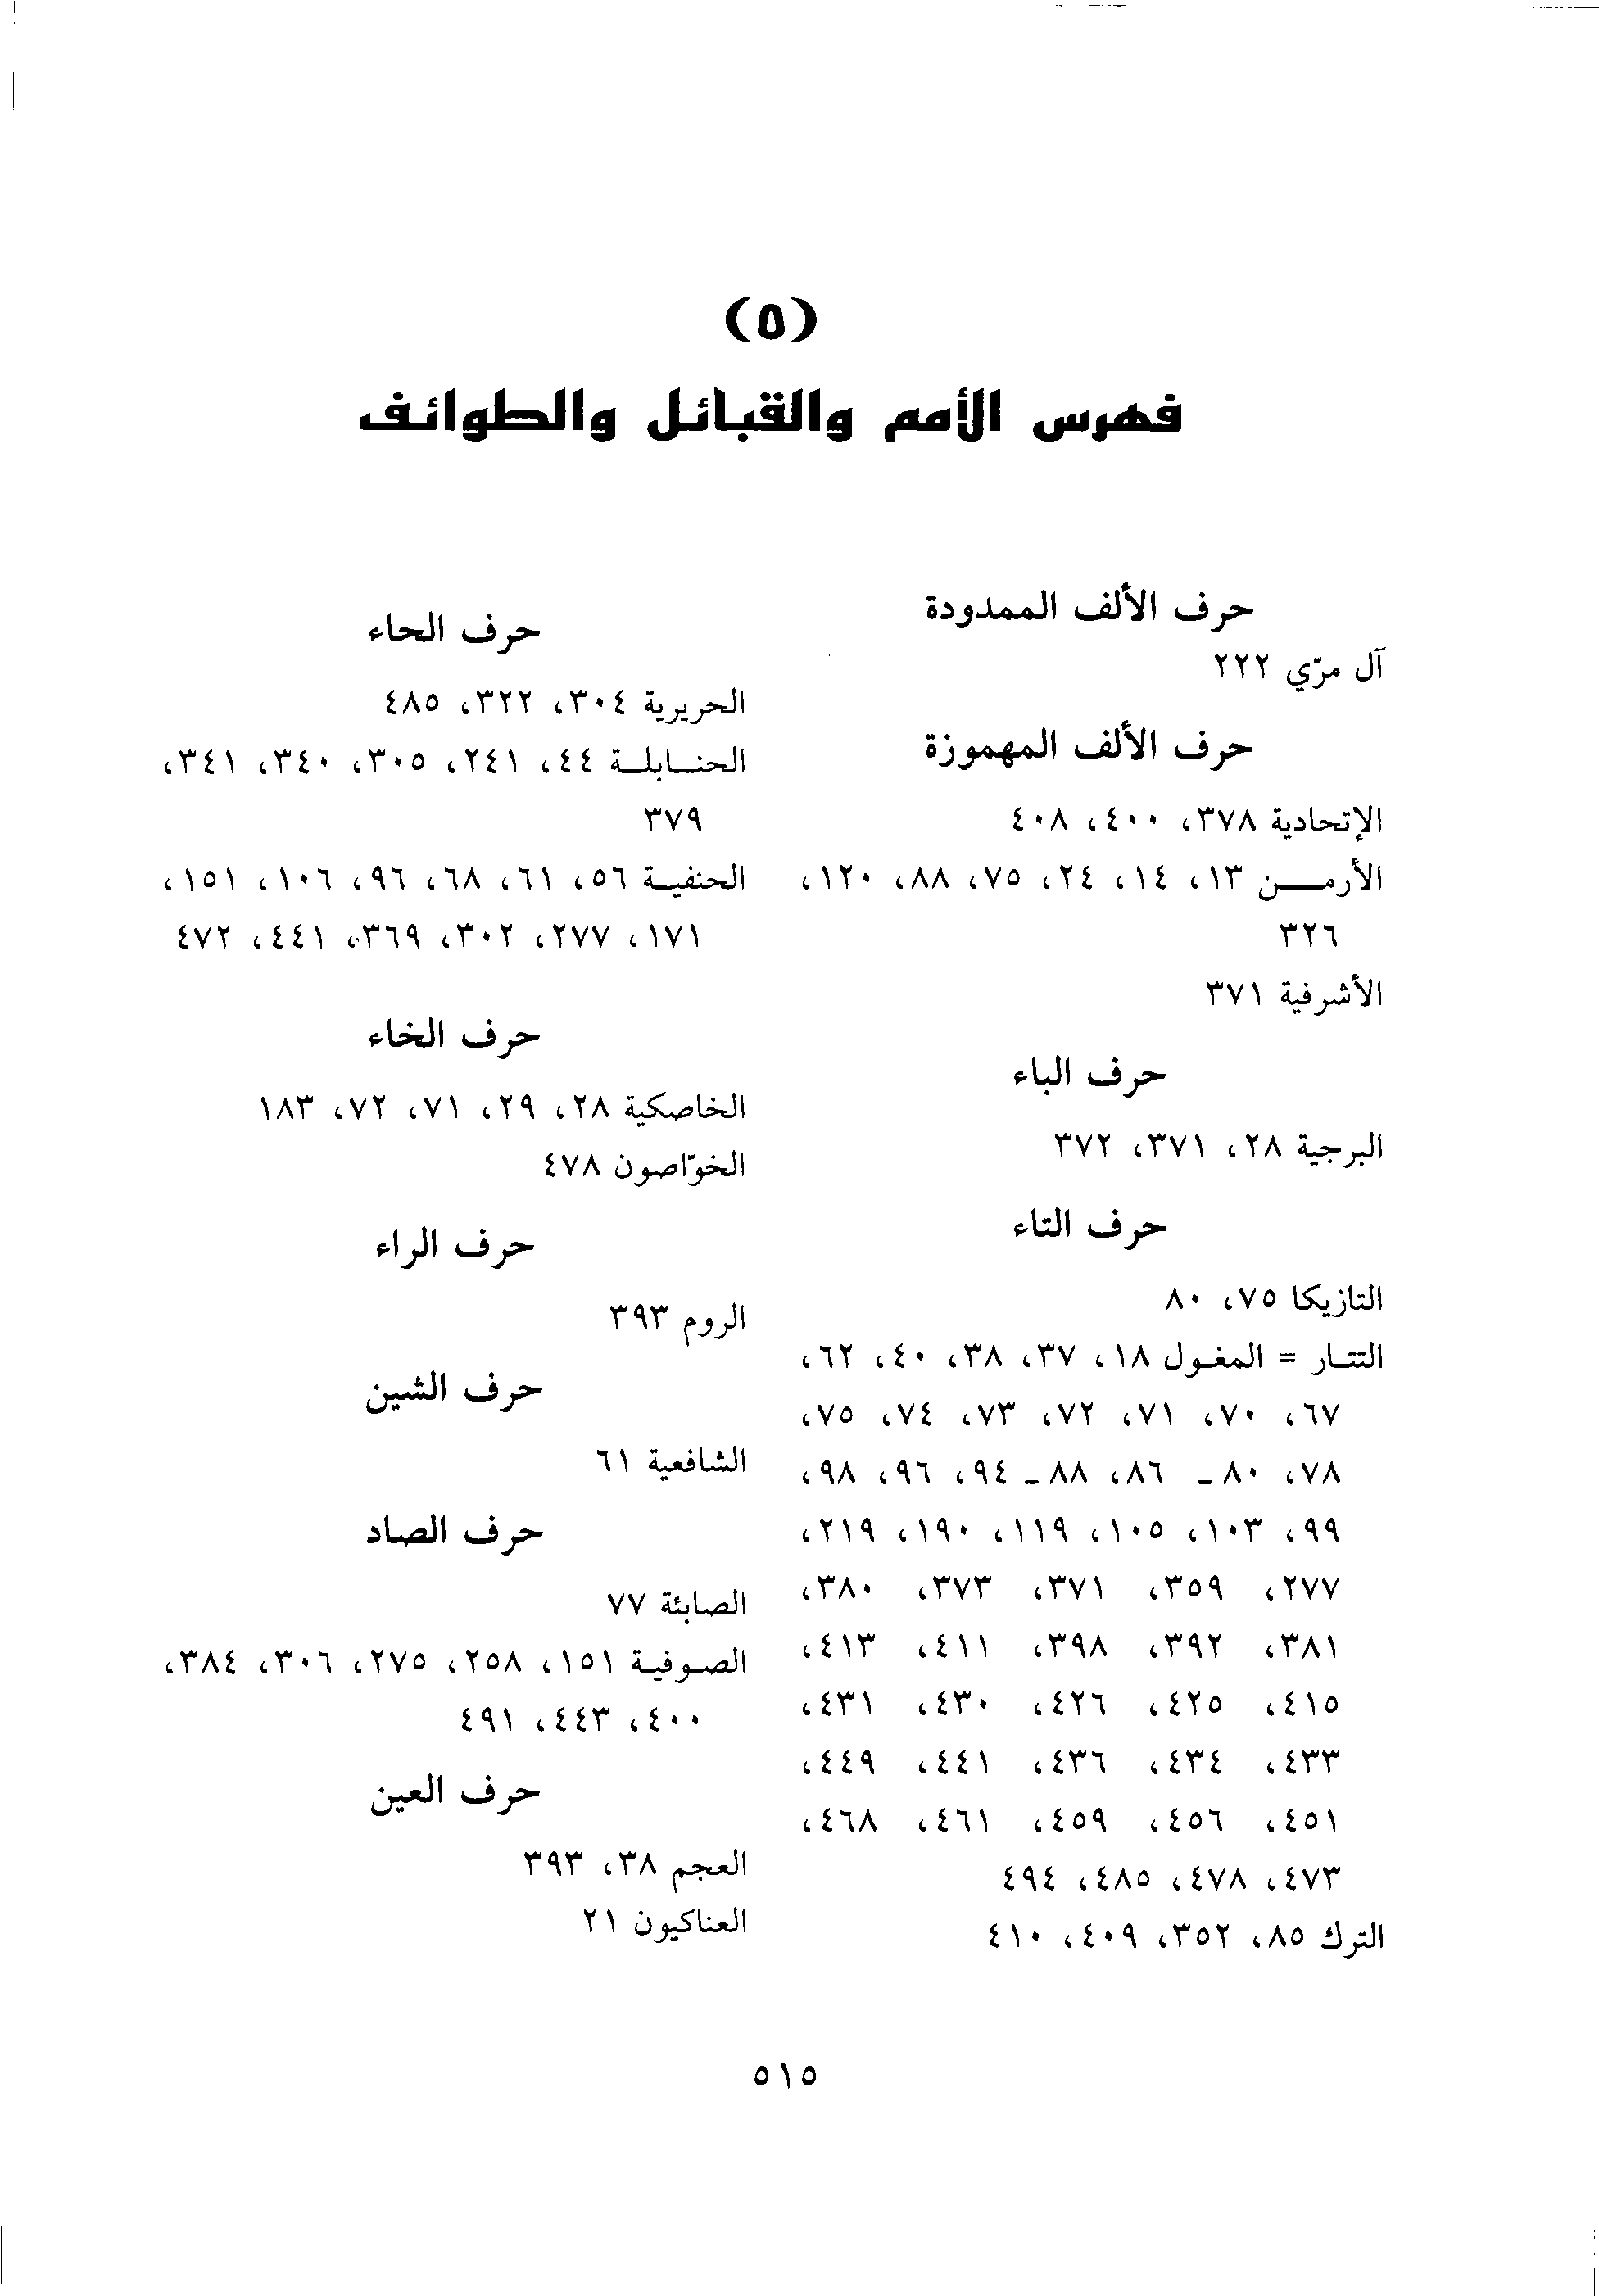 (٥)
فهرس الأمم والقبائل والطوائف
حرف الألف الممدودة
آل مرّي ٢٢٢
حرف الألف المهموزة
الإتحادية ٣٧٨، ٤٠٠، ٤٠٨
الأرمـــن ١٣، ١٤، ٢٤، ٧٥، ٨٨، ١٢٠،
٣٢٦
الأشرفية ٣٧١
حرف الباء
البرجية ٢٨، ٣٧١، ٣٧٢
حرف التاء
التازيكا ٧٥، ٨٠
التتـار = المغـول ١٨، ٣٧، ٣٨، ٤٠، ٦٢،
٦٧، ٧٠، ٧١، ٧٢، ٧٣، ٧٤، ٧٥،
٧٨، ٨٠ - ٨٦، ٨٨ - ٩٤، ٩٦، ٩٨،
٩٩، ١٠٣، ١٠٥، ١١٩، ١٩٠، ٢١٩،
٢٧٧، ٣٥٩، ٣٧١، ٣٧٣، ٣٨٠،
٣٨١، ٣٩٢، ٣٩٨، ٤١١، ٤١٣،
٤١٥، ٤٢٥، ٤٢٦، ٤٣٠، ٤٣١،
٤٣٣، ٤٣٤، ٤٣٦، ٤٤١، ٤٤٩،
٤٥١، ٤٥٦، ٤٥٩، ٤٦١، ٤٦٨،
٤٧٣، ٤٧٨، ٤٨٥، ٤٩٤
الترك ٨٥، ٣٥٢، ٤٠٩، ٤١٠
حرف الحاء
الحريرية ٣٠٤، ٣٢٢، ٤٨٥
الحنـابلـة ٤٤، ٢٤١، ٣٠٥، ٣٤٠، ٣٤١،
٣٧٩
الحنفيـة ٥٦، ٦١، ٦٨، ٩٦، ١٠٦، ١٥١،
١٧١، ٢٧٧، ٣٠٢، ٣٦٩، ٤٤١، ٤٧٢
حرف الخاء
الخاصكية ٢٨، ٢٩، ٧١، ٧٢، ١٨٣
الخوّاصون ٤٧٨
حرف الراء
الروم ٣٩٣
حرف الشين
الشافعية ٦١
حرف الصاد
الصابئة ٧٧
الصـوفيـة ١٥١، ٢٥٨، ٢٧٥، ٣٠٦، ٣٨٤،
٤٠٠، ٤٤٣، ٤٩١
حرف العين
العجم ٣٨، ٣٩٣
العناكيون ٢١
٥١٥